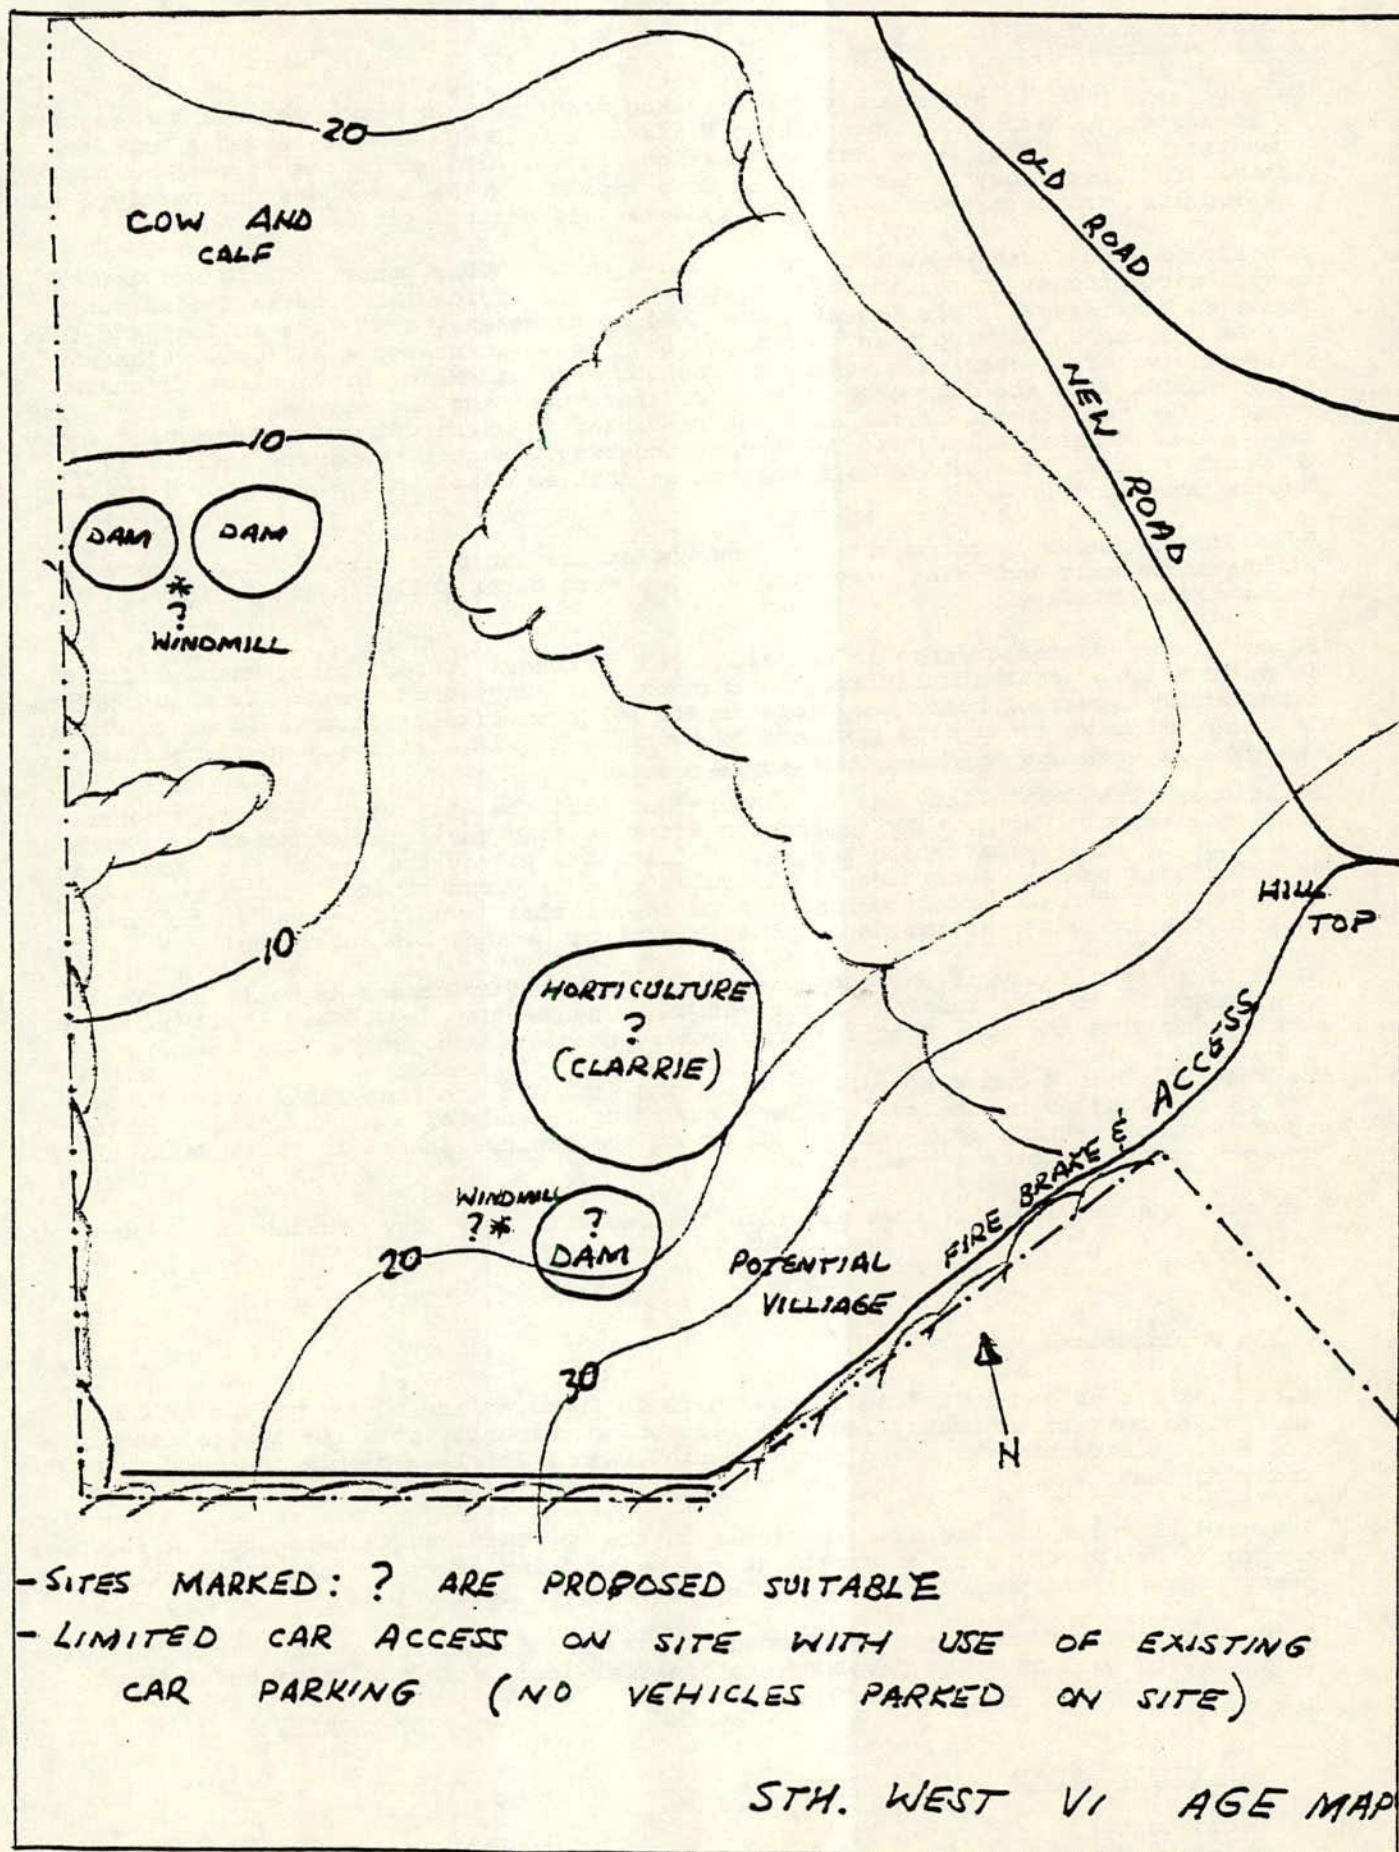 20
COW AND
CALF
OLD ROAD
NEW ROAD
10
DAM
DAM
*
?
WINDMILL
HILL
TOP
10
HORTICULTURE
?
(CLARRIE)
FIRE BRAKE & ACCESS
WINDMILL
? *
?
DAM
20
POTENTIAL
VILLIAGE
30
N
- SITES MARKED: ? ARE PROPOSED SUITABLE
- LIMITED CAR ACCESS ON SITE WITH USE OF EXISTING
CAR PARKING (NO VEHICLES PARKED ON SITE)
STH. WEST VI AGE MAP